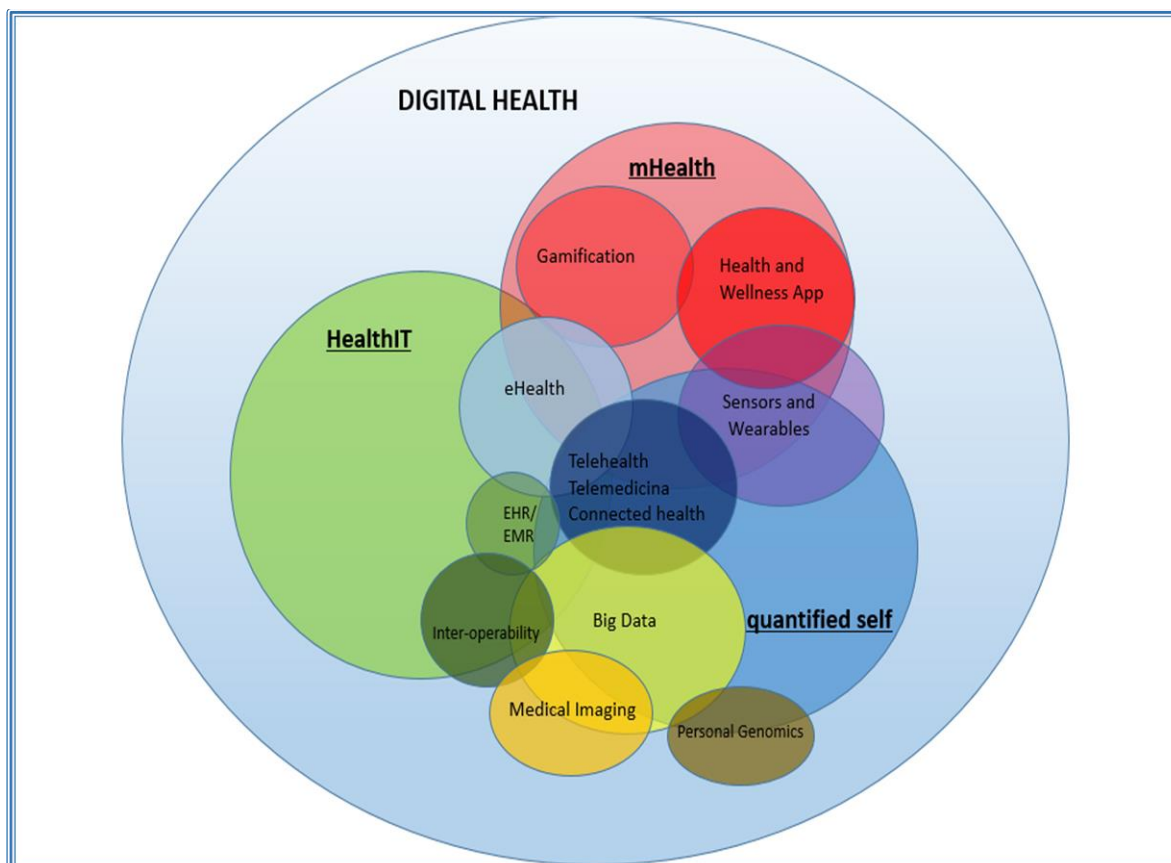 DIGITAL HEALTH
mHealth
Gamification
Health and
Wellness App
HealthIT
eHealth
Sensors and
Wearables
Telehealth
Telemedicina
Connected health
EHR/
EMR
Inter-operability
Big Data
quantified self
Medical Imaging
Personal Genomics